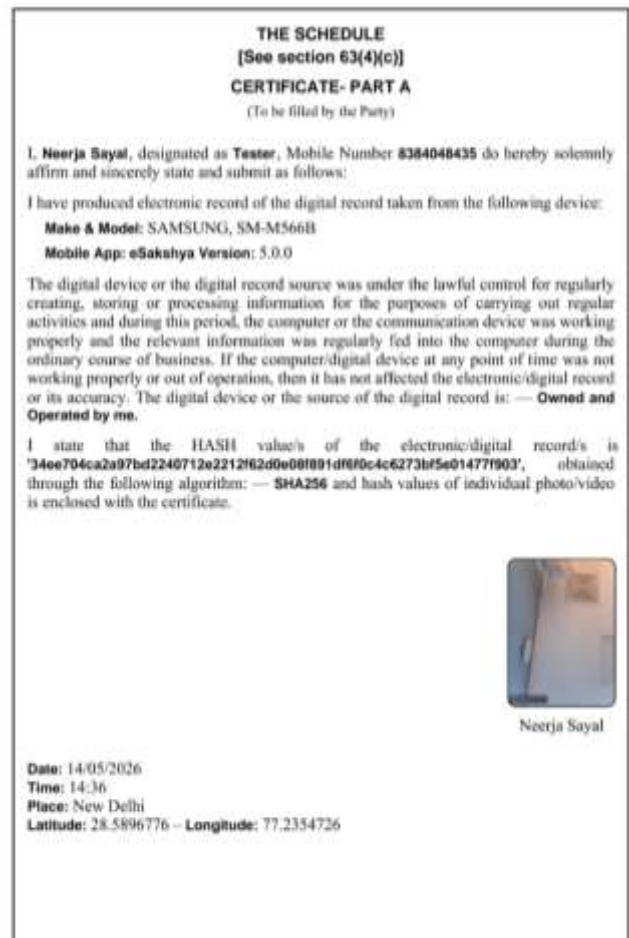 THE SCHEDULE
[See section 63(4)(c)]
CERTIFICATE- PART A
(To be filled by the Party)
I, Neerja Sayal, designated as Tester, Mobile Number 8384048435 do hereby solemnly
affirm and sincerely state and submit as follows:
I have produced electronic record of the digital record taken from the following device:
Make & Model: SAMSUNG, SM-M566B
Mobile App: eSakshya Version: 5.0.0
The digital device or the digital record source was under the lawful control for regularly
creating, storing or processing information for the purposes of carrying out regular
activities and during this period, the computer or the communication device was working
properly and the relevant information was regularly fed into the computer during the
ordinary course of business. If the computer/digital device at any point of time was not
working properly or out of operation, then it has not affected the electronic/digital record
or its accuracy. The digital device or the source of the digital record is: — Owned and
Operated by me.
I state that the HASH value/s of the electronic/digital record/s is
obtained
through the following algorithm: — SHA256 and hash values of individual photo/video
is enclosed with the certificate.
Neerja Sayal
Date: 14/05/2026
Time: 14:36
Place: New Delhi
Latitude: 28.5896776 – Longitude: 77.2354726